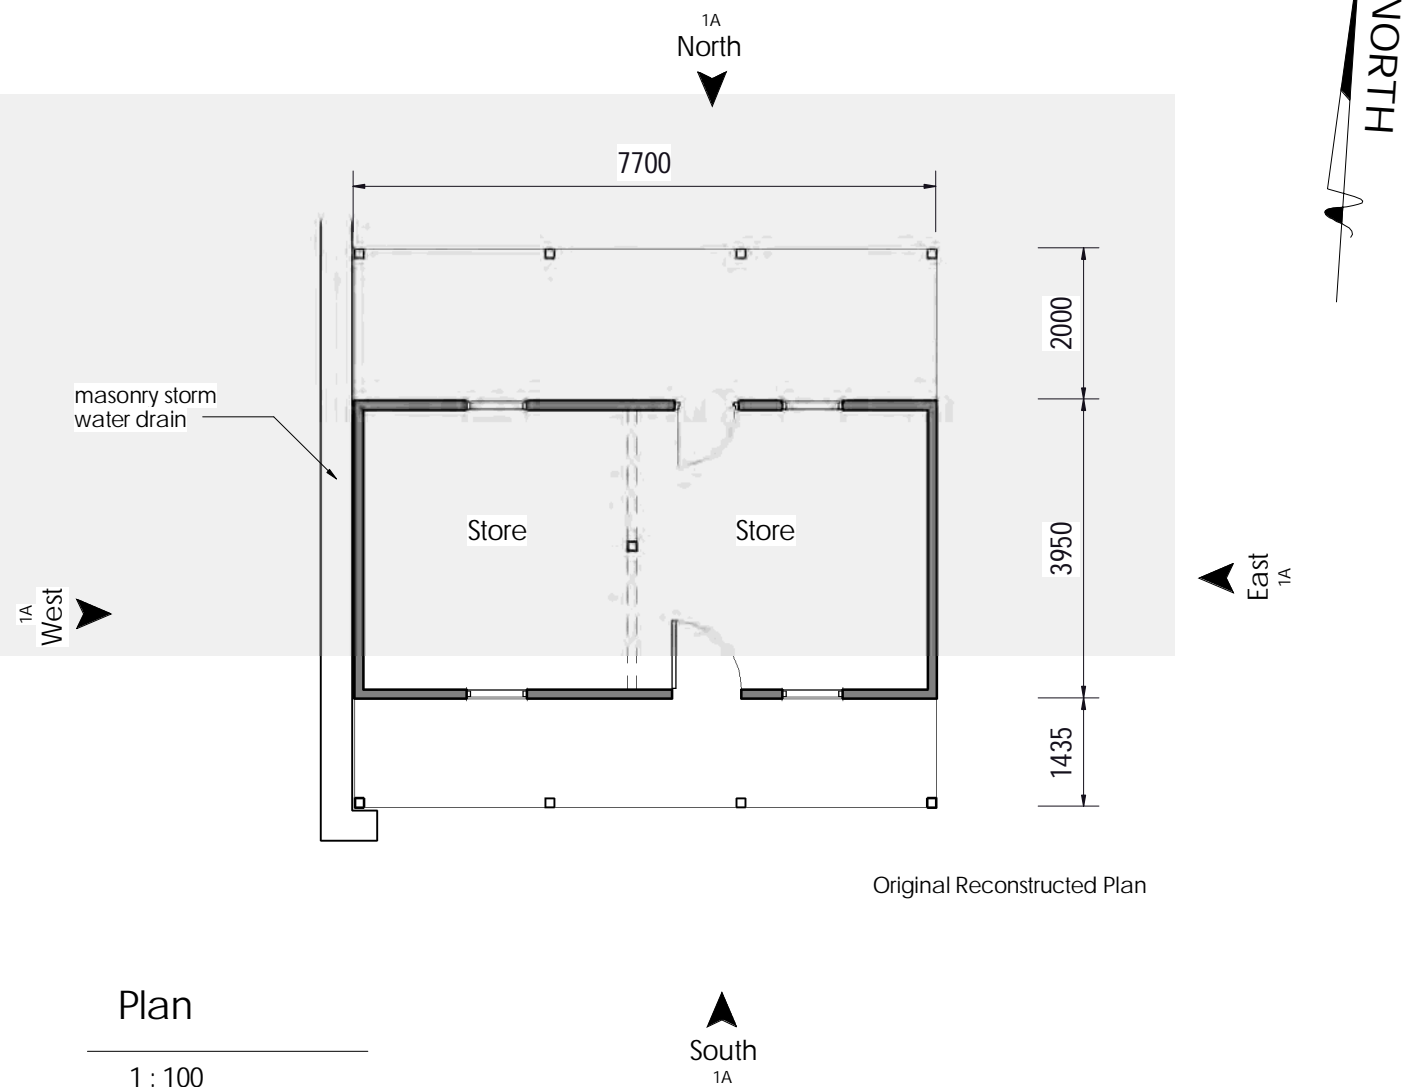 1A
North
NORTH
7700
2000
masonry storm
water drain
Store
Store
3950
East
1A
1A
West
1435
Original Reconstructed Plan
Plan
1 : 100
South
1A